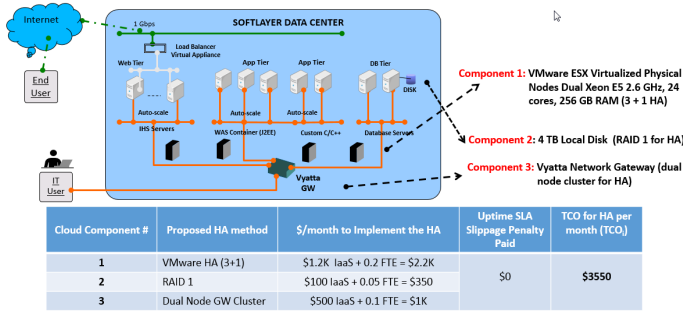 Internet
1 Gbps
SOFTLAYER DATA CENTER
Load Balancer
Virtual Appliance
Web Tier
App Tier
App Tier
DB Tier
DISK
End
User
Auto-scale
Auto-scale
Auto-scale
IHS Servers
WAS Container (J2EE)
Custom C/C++
Database Servers
Vyatta
GW
IT
User
Component 1: VMware ESX Virtualized Physical
Nodes Dual Xeon E5 2.6 GHz, 24
cores, 256 GB RAM (3 + 1 HA)
Component 2: 4 TB Local Disk (RAID 1 for HA)
Component 3: Vyatta Network Gateway (dual
node cluster for HA)
Cloud Component # Proposed HA method $/month to Implement the HA Uptime SLA Slippage Penalty Paid TCO for HA per month (TCOi)
1 VMware HA (3+1) $1.2K IaaS + 0.2 FTE = $2.2K $0 $3550
2 RAID 1 $100 IaaS + 0.05 FTE = $350
3 Dual Node GW Cluster $500 IaaS + 0.1 FTE = $1K